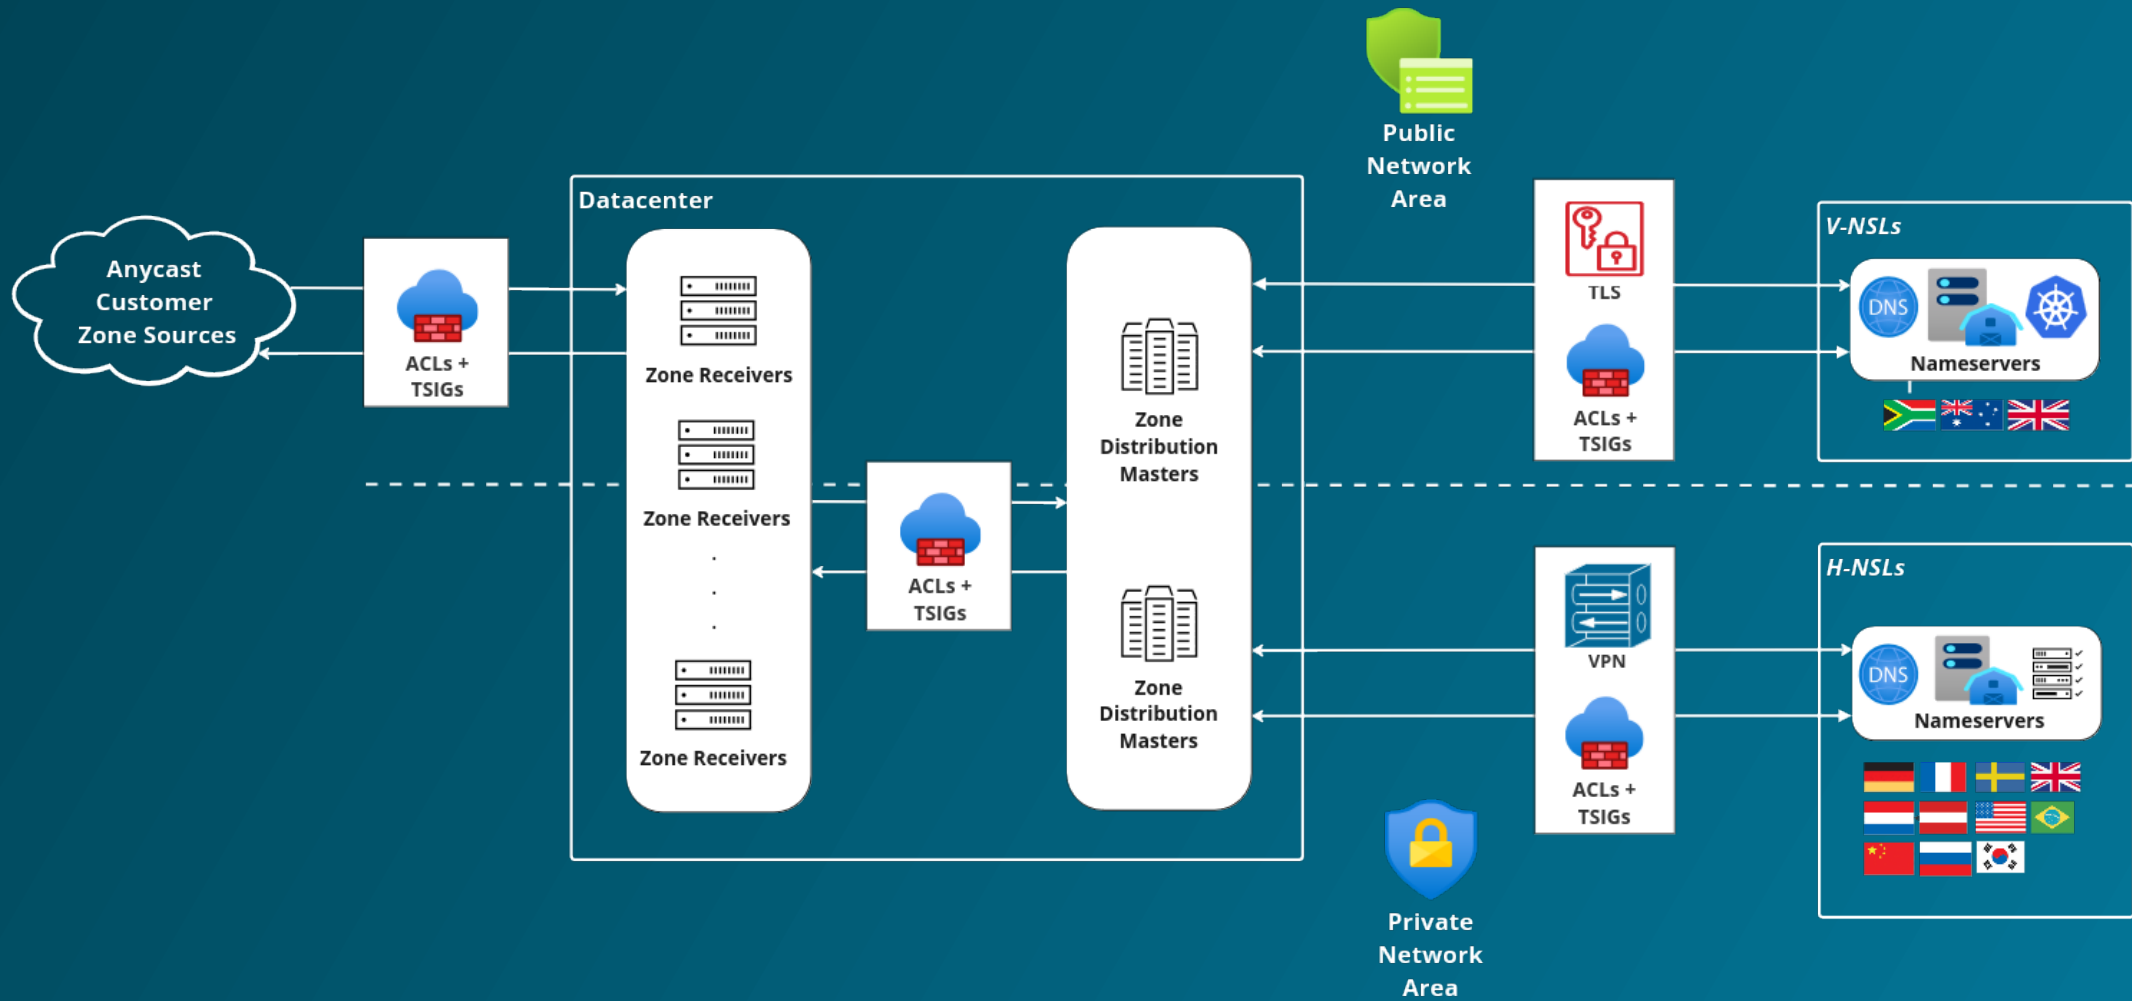 Public
Network
Area
Datacenter
Anycast
Customer
Zone Sources
ACLs +
TSIGs
Zone Receivers
Zone Receivers
.
.
.
Zone Receivers
ACLs +
TSIGs
Zone
Distribution
Masters
Zone
Distribution
Masters
TLS
ACLs +
TSIGs
V-NSLs
DNS
Nameservers
VPN
ACLs +
TSIGs
H-NSLs
DNS
Nameservers
Private
Network
Area